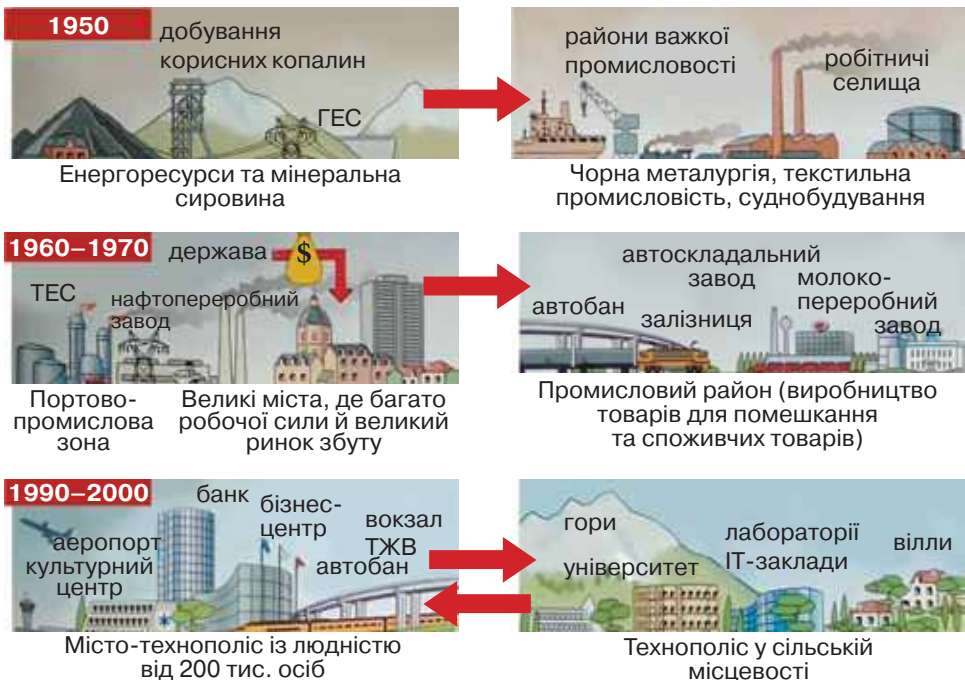 1950
добування
корисних копалин
ГЕС
Енергоресурси та мінеральна
сировина
райони важкої
промисловості
робітничі
селища
Чорна металургія, текстильна
промисловість, суднобудування
1960–1970
держава
$
ТЕС
нафтопереробний
завод
Портово-
промислова
зона
Великі міста, де багато
робочої сили й великий
ринок збуту
автоскладальний
завод
молоко-
переробний
завод
автобан
залізниця
Промисловий район (виробництво
товарів для помешкання
та споживчих товарів)
1990–2000
банк
бізнес-
центр
вокзал
ТЖВ
автобан
аеропорт
культурний
центр
Місто-технополіс із людністю
від 200 тис. осіб
гори
університет
лабораторії
ІТ-заклади
вілли
Технополіс у сільській
місцевості